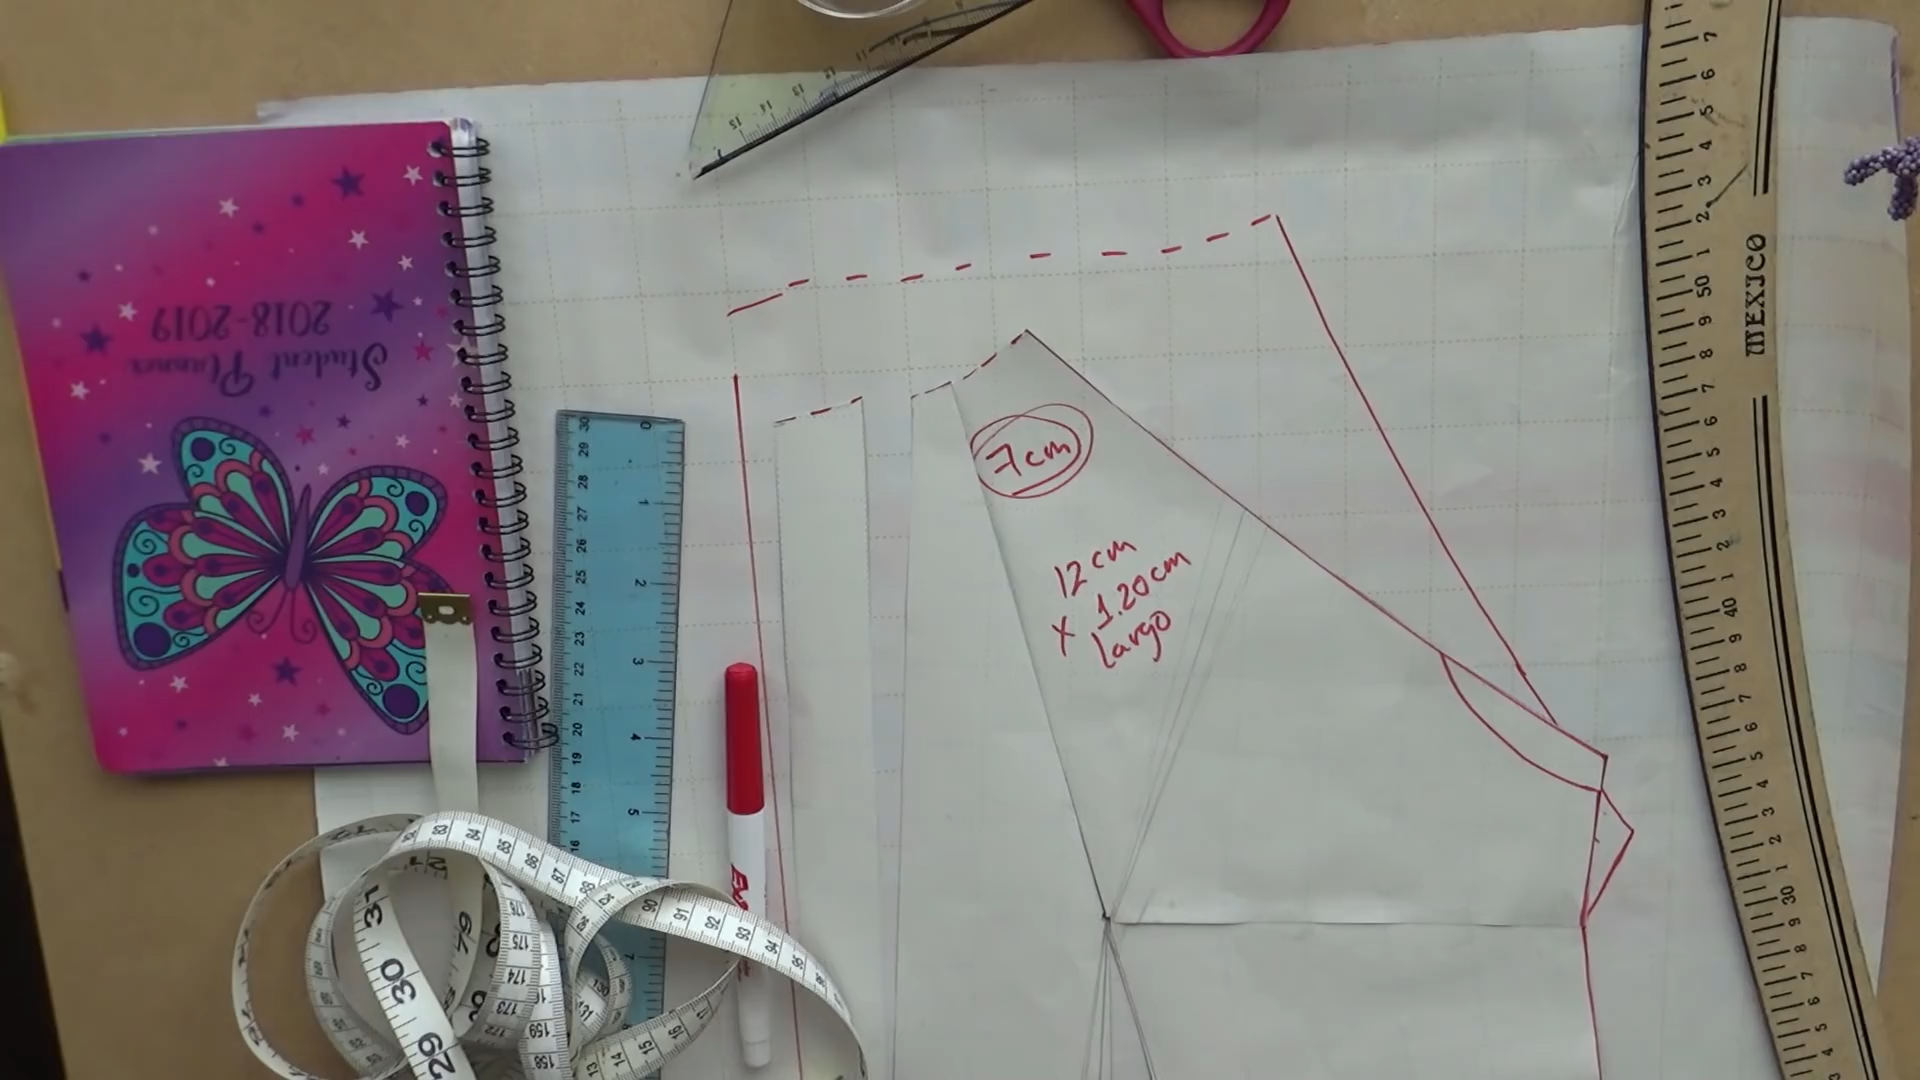 Student Planner
2018-2019
MEXICO
7cm
12cm
x 1.20cm
largo